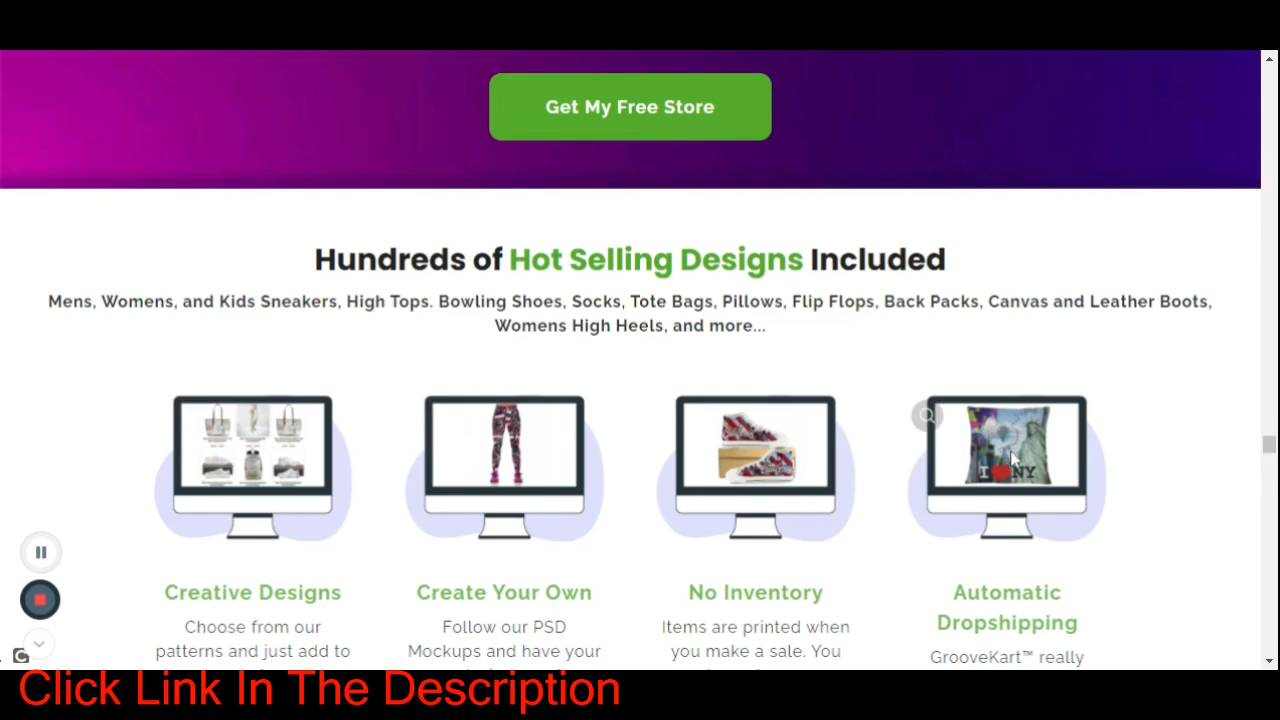 Get My Free Store
Hundreds of Hot Selling Designs Included
Mens, Womens, and Kids Sneakers, High Tops. Bowling Shoes, Socks, Tote Bags, Pillows, Flip Flops, Back Packs, Canvas and Leather Boots,
Womens High Heels, and more...
I NY
Creative Designs
Choose from our
patterns and just add to
Create Your Own
Follow our PSD
Mockups and have your
No Inventory
Items are printed when
you make a sale. You
Automatic
Dropshipping
GrooveKart™ really
Click Link In The Description